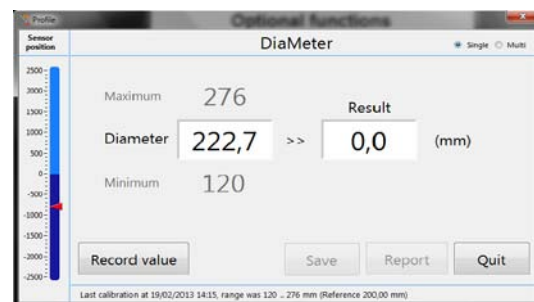 Profile
Optional functions
Sensor position
DiaMeter
Single
Multi
2500
2000
1500
1000
500
0
-500
-1000
-1500
-2000
-2500
Maximum 276
Result
Diameter 222,7 >> 0,0 (mm)
Minimum 120
Record value
Save
Report
Quit
Last calibration at 19/02/2013 14:15, range was 120 .. 276 mm (Reference 200,00 mm)